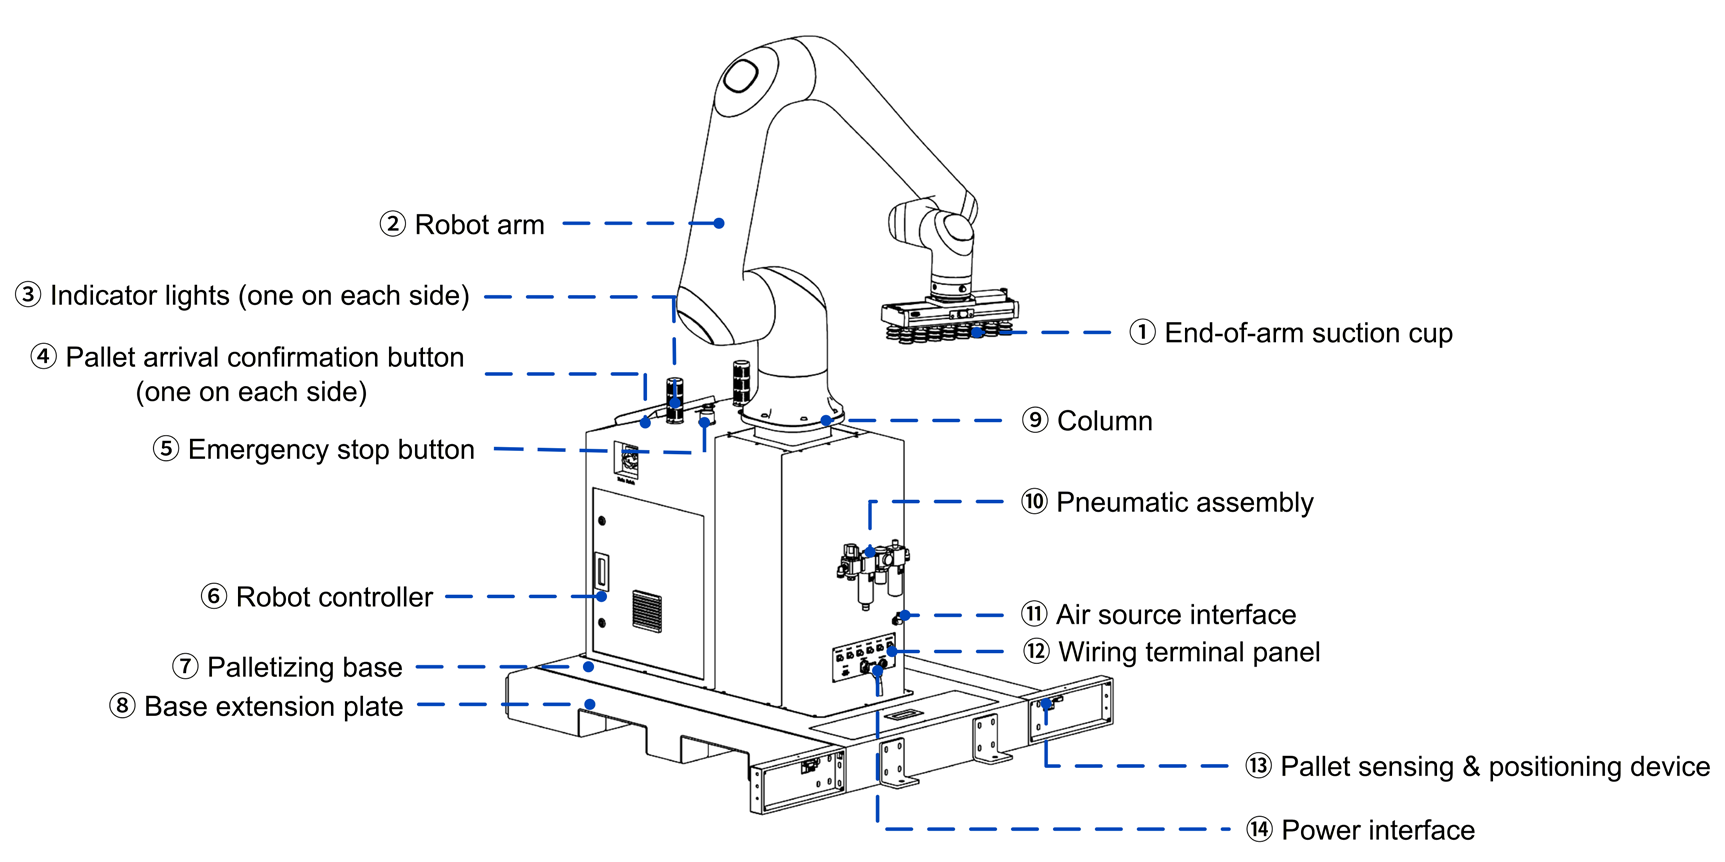 ② Robot arm
③ Indicator lights (one on each side)
④ Pallet arrival confirmation button
(one on each side)
⑤ Emergency stop button
⑥ Robot controller
⑦ Palletizing base
⑧ Base extension plate
① End-of-arm suction cup
⑨ Column
⑩ Pneumatic assembly
⑪ Air source interface
⑫ Wiring terminal panel
⑬ Pallet sensing & positioning device
⑭ Power interface